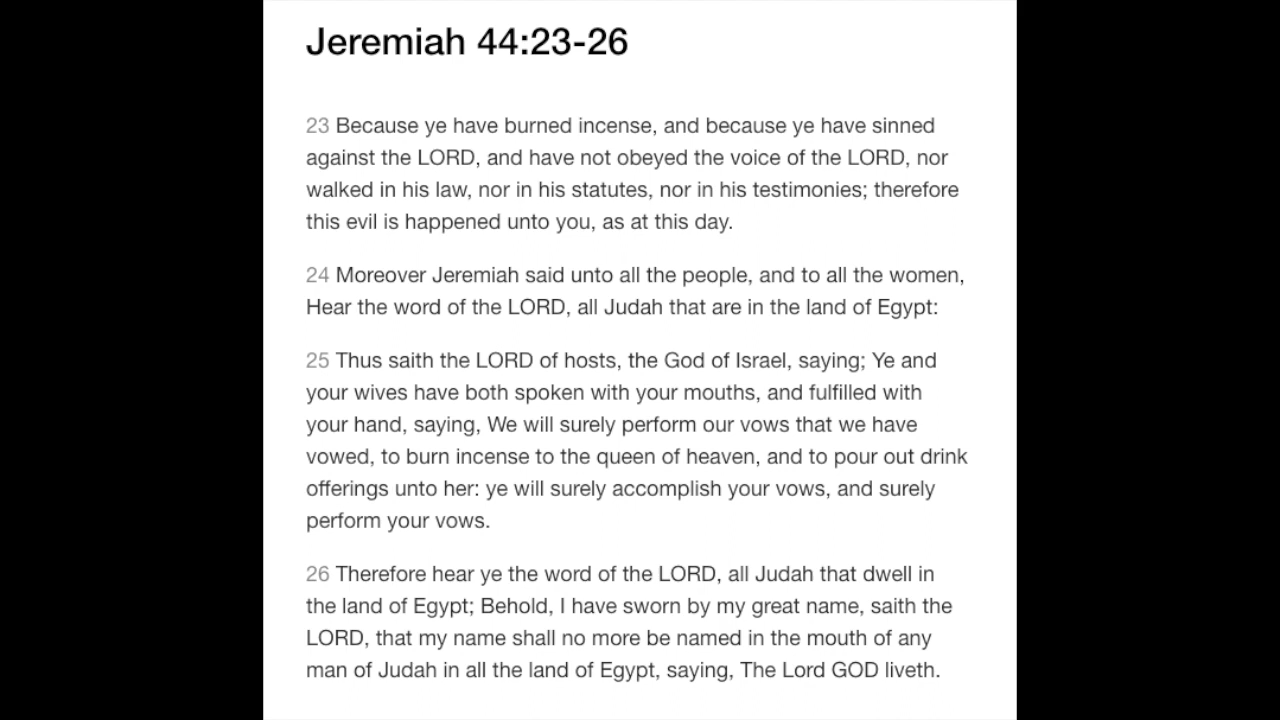 Jeremiah 44:23-26
23 Because ye have burned incense, and because ye have sinned
against the LORD, and have not obeyed the voice of the LORD, nor
walked in his law, nor in his statutes, nor in his testimonies; therefore
this evil is happened unto you, as at this day.
24 Moreover Jeremiah said unto all the people, and to all the women,
Hear the word of the LORD, all Judah that are in the land of Egypt:
25 Thus saith the LORD of hosts, the God of Israel, saying; Ye and
your wives have both spoken with your mouths, and fulfilled with
your hand, saying, We will surely perform our vows that we have
vowed, to burn incense to the queen of heaven, and to pour out drink
offerings unto her: ye will surely accomplish your vows, and surely
perform your vows.
26 Therefore hear ye the word of the LORD, all Judah that dwell in
the land of Egypt; Behold, I have sworn by my great name, saith the
LORD, that my name shall no more be named in the mouth of any
man of Judah in all the land of Egypt, saying, The Lord GOD liveth.